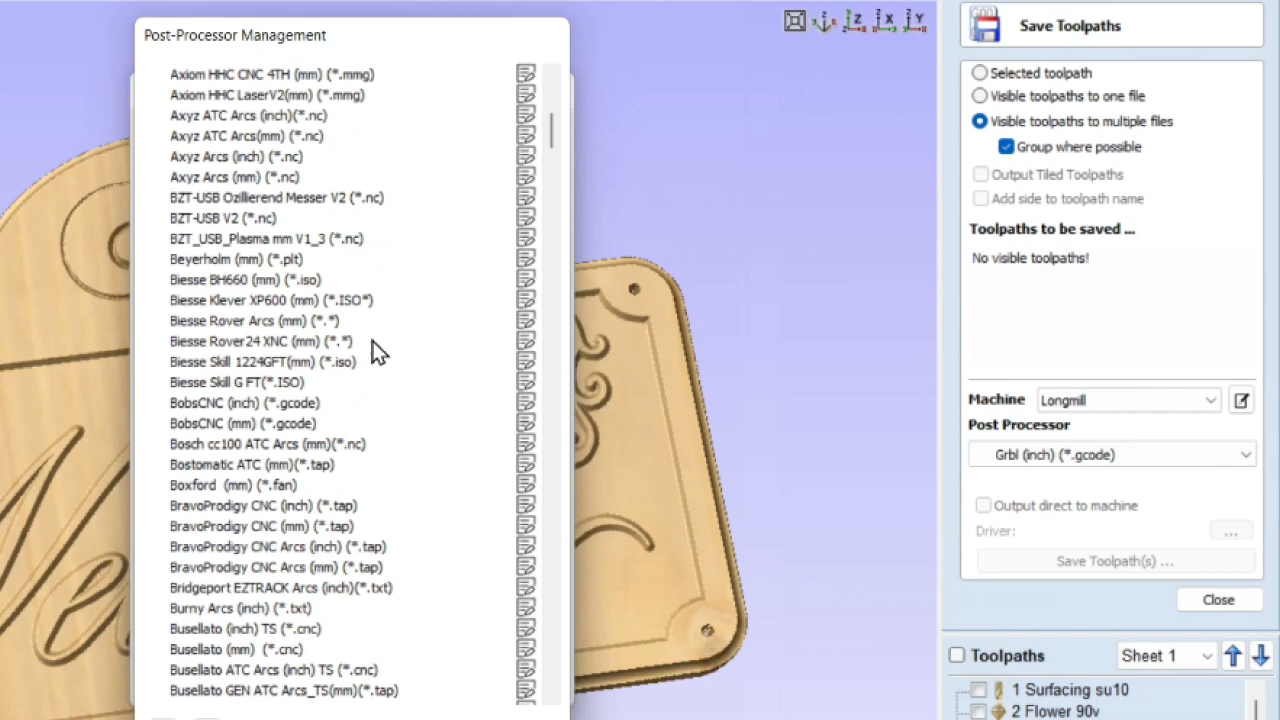 Post-Processor Management
Axiom HHC CNC 4TH (mm) (*.mmg)
Axiom HHC LaserV2(mm) (*.mmg)
Axyz ATC Arcs (inch)(*.nc)
Axyz ATC Arcs(mm) (*.nc)
Axyz Arcs (inch) (*.nc)
Axyz Arcs (mm) (*.nc)
BZT-USB Ozillierend Messer V2 (*.nc)
BZT-USB V2 (*.nc)
BZT_USB_Plasma mm V1_3 (*.nc)
Beyerholm (mm) (*.plt)
Biesse BH660 (mm) (*.iso)
Biesse Klever XP600 (mm) (*.ISO*)
Biesse Rover Arcs (mm) (*.*)
Biesse Rover24 XNC (mm) (*.*)
Biesse Skill 1224GFT(mm) (*.iso)
Biesse Skill G FT(*.ISO)
BobsCNC (inch) (*.gcode)
BobsCNC (mm) (*.gcode)
Bosch cc100 ATC Arcs (mm)(*.nc)
Bostomatic ATC (mm)(*.tap)
Boxford (mm) (*.fan)
BravoProdigy CNC (inch) (*.tap)
BravoProdigy CNC (mm) (*.tap)
BravoProdigy CNC Arcs (inch) (*.tap)
BravoProdigy CNC Arcs (mm) (*.tap)
Bridgeport EZTRACK Arcs (inch)(*.txt)
Burny Arcs (inch) (*.txt)
Busellato (inch) TS (*.cnc)
Busellato (mm) (*.cnc)
Busellato ATC Arcs (inch) TS (*.cnc)
Busellato GEN ATC Arcs_TS(mm)(*.tap)
Z
X
Y
Save Toolpaths
Selected toolpath
Visible toolpaths to one file
Visible toolpaths to multiple files
Group where possible
Output Tiled Toolpaths
Add side to toolpath name
Toolpaths to be saved ...
No visible toolpaths!
Machine Longmill
Post Processor
Grbl (inch) (*.gcode)
Output direct to machine
Driver: ...
Save Toolpath(s) ...
Close
Toolpaths Sheet 1
1 Surfacing su10
2 Flower 90v